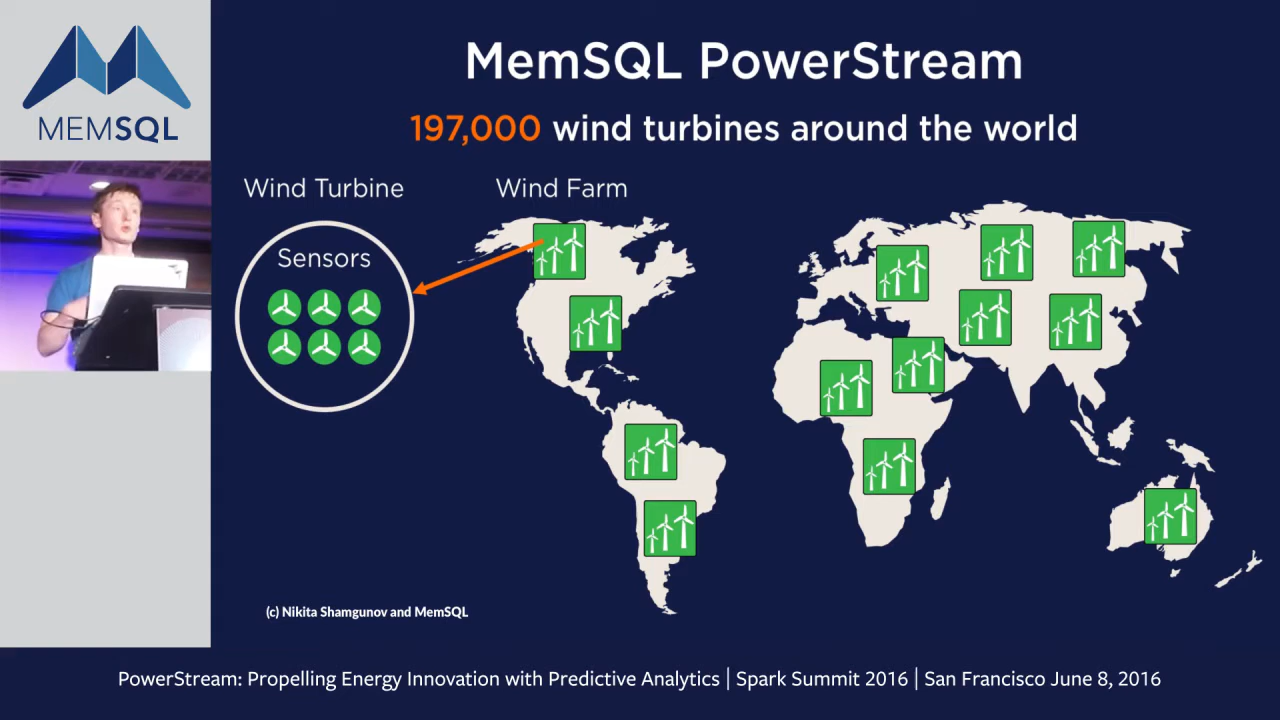 MEMSQL
MemSQL PowerStream
197,000 wind turbines around the world
Wind Turbine
Wind Farm
Sensors
(c) Nikita Shamgunov and MemSQL
PowerStream: Propelling Energy Innovation with Predictive Analytics | Spark Summit 2016 | San Francisco June 8, 2016